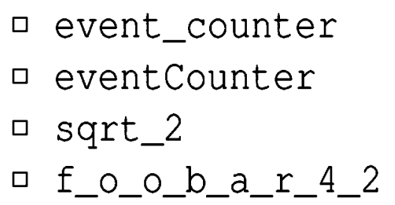 ▫ event_counter
▫ eventCounter
▫ sqrt_2
▫ f_o_o_b_a_r_4_2